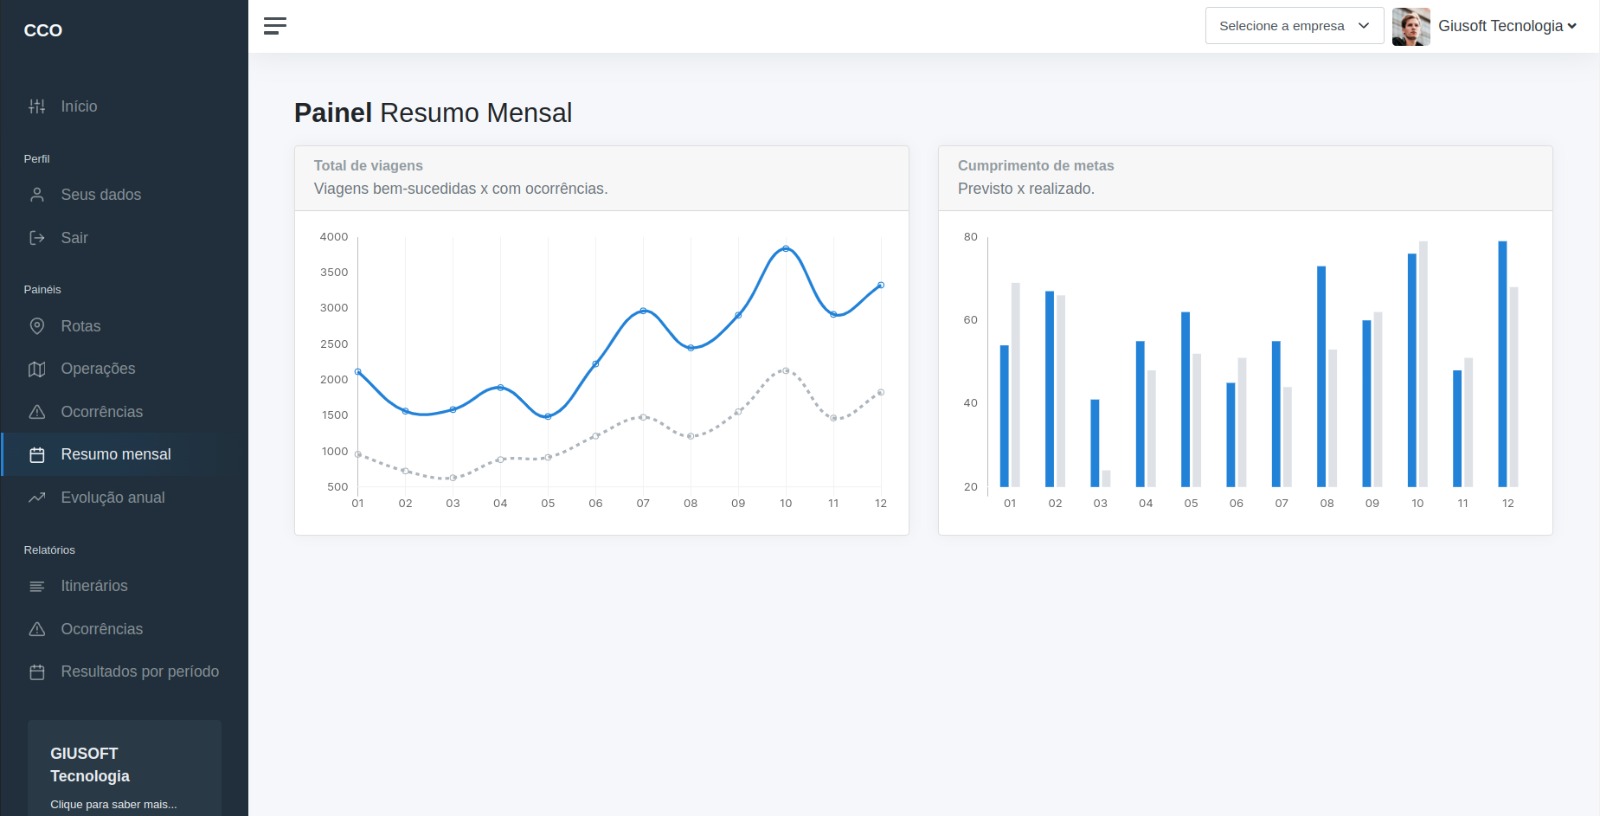 CCO
Início
Perfil
Seus dados
Sair
Painéis
Rotas
Operações
Ocorrências
Resumo mensal
Evolução anual
Relatórios
Itinerários
Ocorrências
Resultados por período
GIUSOFT
Tecnologia
Clique para saber mais...
Selecione a empresa
Giusoft Tecnologia
Painel Resumo Mensal
Total de viagens
Viagens bem-sucedidas x com ocorrências.
4000
3500
3000
2500
2000
1500
1000
500
01 02 03 04 05 06 07 08 09 10 11 12
Cumprimento de metas
Previsto x realizado.
80
60
40
20
01 02 03 04 05 06 07 08 09 10 11 12